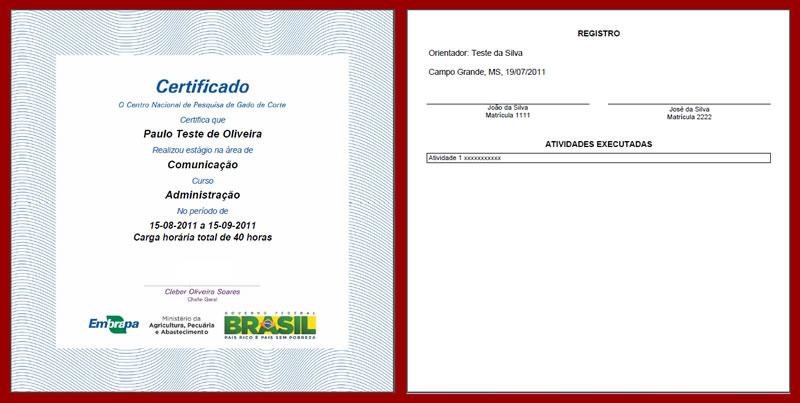 Certificado
O Centro Nacional de Pesquisa de Gado de Corte
Certifica que
Paulo Teste de Oliveira
Realizou estágio na área de
Comunicação
Curso
Administração
No período de
15-08-2011 a 15-09-2011
Carga horária total de 40 horas
Cleber Oliveira Soares
Chefe Geral
Embrapa
Ministério da
Agricultura, Pecuária
e Abastecimento
GOVERNO FEDERAL
BRASIL
PAÍS RICO É PAÍS SEM POBREZA
REGISTRO
Orientador: Teste da Silva
Campo Grande, MS, 19/07/2011
João da Silva
Matrícula 1111
José da Silva
Matrícula 2222
ATIVIDADES EXECUTADAS
Atividade 1 xxxxxxxxxxx